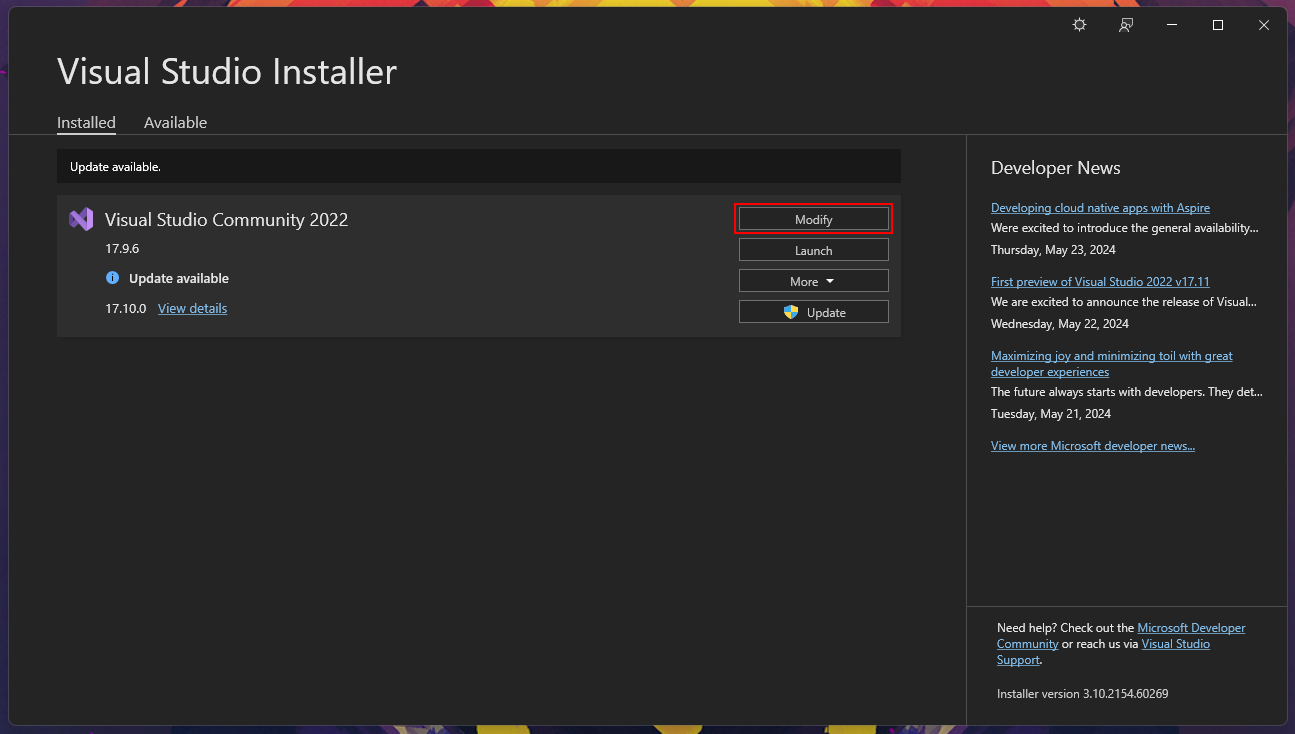 Visual Studio Installer
Installed
Available
Update available.
Visual Studio Community 2022
17.9.6
Update available
17.10.0 View details
Modify
Launch
More
Update
Developer News
Developing cloud native apps with Aspire
Were excited to introduce the general availability...
Thursday, May 23, 2024
First preview of Visual Studio 2022 v17.11
We are excited to announce the release of Visual...
Wednesday, May 22, 2024
Maximizing joy and minimizing toil with great
developer experiences
The future always starts with developers. They det...
Tuesday, May 21, 2024
View more Microsoft developer news...
Need help? Check out the Microsoft Developer
Community or reach us via Visual Studio
Support.
Installer version 3.10.2154.60269